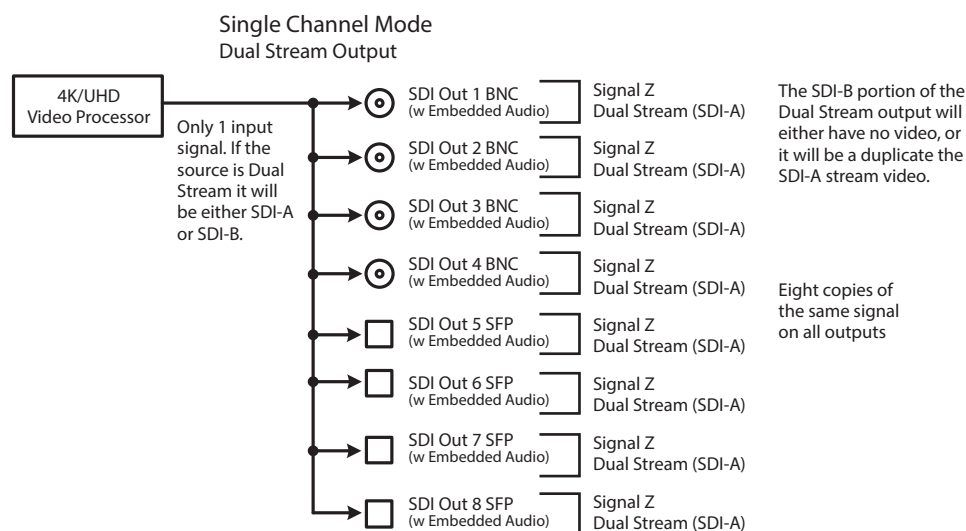 Single Channel Mode
Dual Stream Output
4K/UHD
Video Processor
Only 1 input
signal. If the
source is Dual
Stream it will
be either SDI-A
or SDI-B.
SDI Out 1 BNC
(w Embedded Audio)
Signal Z
Dual Stream (SDI-A)
SDI Out 2 BNC
(w Embedded Audio)
Signal Z
Dual Stream (SDI-A)
SDI Out 3 BNC
(w Embedded Audio)
Signal Z
Dual Stream (SDI-A)
SDI Out 4 BNC
(w Embedded Audio)
Signal Z
Dual Stream (SDI-A)
SDI Out 5 SFP
(w Embedded Audio)
Signal Z
Dual Stream (SDI-A)
SDI Out 6 SFP
(w Embedded Audio)
Signal Z
Dual Stream (SDI-A)
SDI Out 7 SFP
(w Embedded Audio)
Signal Z
Dual Stream (SDI-A)
SDI Out 8 SFP
(w Embedded Audio)
Signal Z
Dual Stream (SDI-A)
The SDI-B portion of the
Dual Stream output will
either have no video, or
it will be a duplicate the
SDI-A stream video.
Eight copies of
the same signal
on all outputs